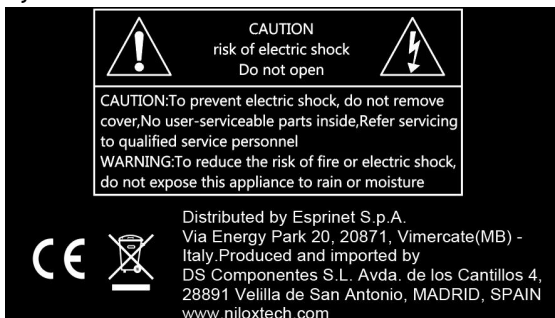 CAUTION
risk of electric shock
Do not open
CAUTION:To prevent electric shock, do not remove
cover,No user-serviceable parts inside,Refer servicing
to qualified service personnel
WARNING:To reduce the risk of fire or electric shock,
do not expose this appliance to rain or moisture
CE
Distributed by Esprinet S.p.A.
Via Energy Park 20, 20871, Vimercate(MB) -
Italy.Produced and imported by
DS Componentes S.L. Avda. de los Cantillos 4,
28891 Velilla de San Antonio, MADRID, SPAIN
www.niloxtech.com